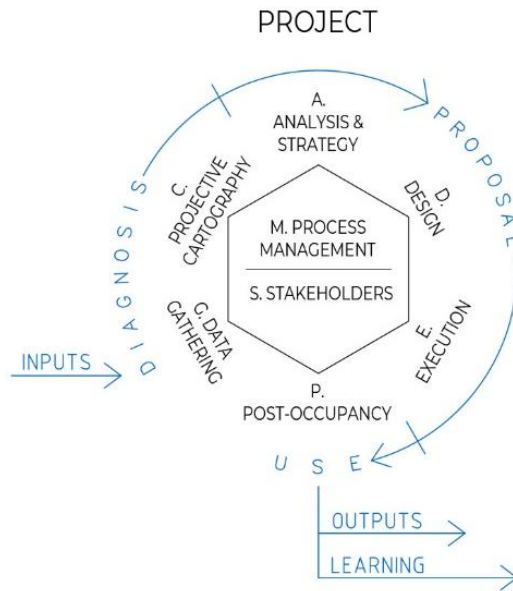 PROJECT
A.
ANALYSIS &
STRATEGY
PROPOSAL
D.
DESIGN
C.
PROJECTIVE
CARTOGRAPHY
DIAGNOSIS
M. PROCESS
MANAGEMENT
S. STAKEHOLDERS
G. DATA
GATHERING
E.
EXECUTION
INPUTS
P.
POST-OCCUPANCY
USE
OUTPUTS
LEARNING